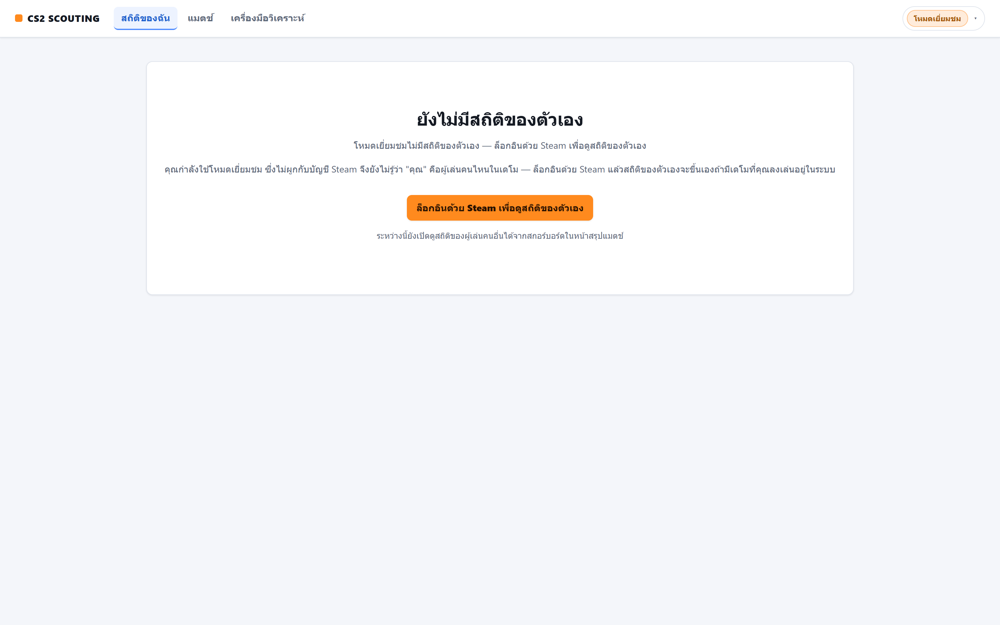 CS2 SCOUTING
สถิติของฉัน
แมตช์
เครื่องมือวิเคราะห์
โหมดเยี่ยมชม
ยังไม่มีสถิติของตัวเอง
โหมดเยี่ยมชมไม่มีสถิติของตัวเอง — ล็อกอินด้วย Steam เพื่อดูสถิติของตัวเอง
คุณกำลังใช้โหมดเยี่ยมชม ซึ่งไม่ผูกกับบัญชี Steam จึงยังไม่รู้ว่า "คุณ" คือผู้เล่นคนไหนในเดโม — ล็อกอินด้วย Steam แล้วสถิติของตัวเองจะขึ้นเองถ้ามีเดโมที่คุณลงเล่นอยู่ในระบบ
ล็อกอินด้วย Steam เพื่อดูสถิติของตัวเอง
ระหว่างนี้ยังเปิดดูสถิติของผู้เล่นคนอื่นได้จากสกอร์บอร์ดในหน้าสรุปแมตช์